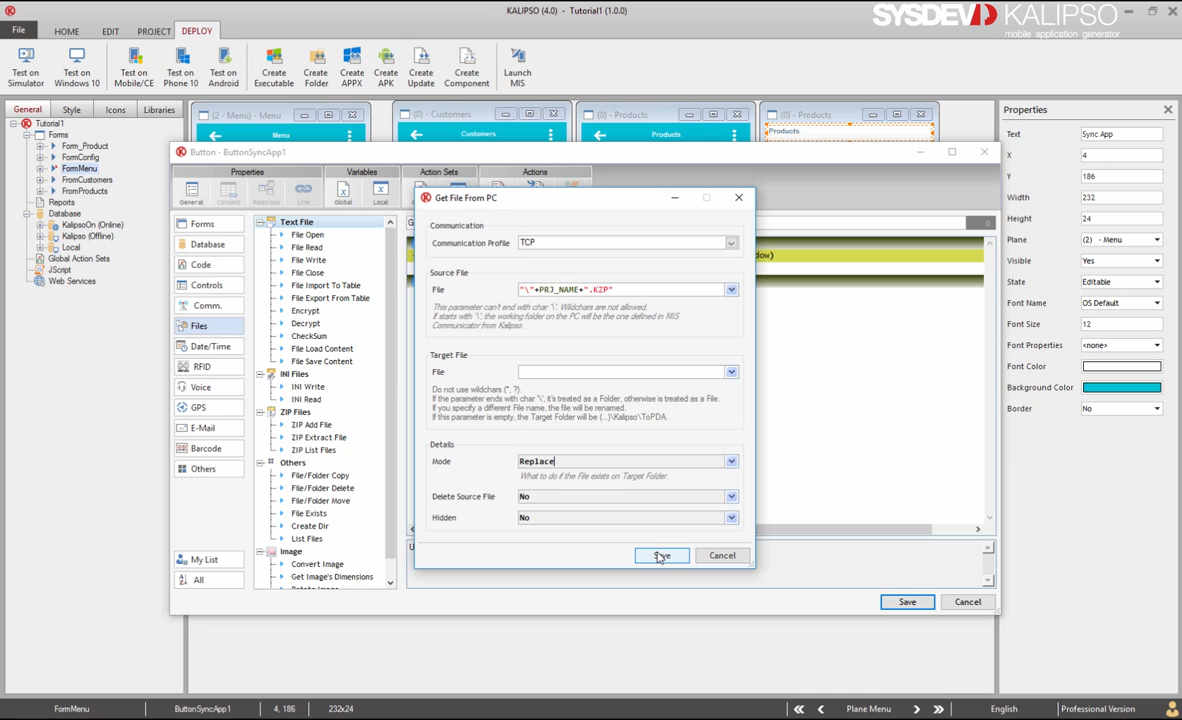 KALIPSO (4.0) - Tutorial1 (1.0.0)
SYSDEV KALIPSO
mobile application generator
File HOME EDIT PROJECT DEPLOY
Test on Simulator
Test on Windows 10
Test on Mobile/CE
Test on Phone 10
Test on Android
Create Executable
Create Folder
Create APPX
Create APK
Create Update
Create Component
Launch MIS
General Style Icons Libraries
Tutorial1
Forms
Form_Product
FormConfig
FormMenu
FromCustomers
FromProducts
Reports
Database
KalipsoOn (Online)
Kalipso (Offline)
Local
Global Action Sets
JScript
Web Services
(2 - Menu) - Menu
Menu
(0) - Customers
Customers
(0) - Products
Products
(0) - Products
Products
Button - ButtonSyncApp1
Properties Variables Action Sets Actions
General Content Relations Link Global Local
Forms
Database
Code
Controls
Comm.
Files
Date/Time
RFID
Voice
GPS
E-Mail
Barcode
Others
My List
All
Text File
File Open
File Read
File Write
File Close
File Import To Table
File Export From Table
Encrypt
Decrypt
CheckSum
File Load Content
File Save Content
INI Files
INI Write
INI Read
ZIP Files
ZIP Add File
ZIP Extract File
ZIP List Files
Others
File/Folder Copy
File/Folder Delete
File/Folder Move
File Exists
Create Dir
List Files
Image
Convert Image
Get Image's Dimensions
dow)
0
Save Cancel
Get File From PC
Communication
Communication Profile TCP
Source File
File "\"+PRJ_NAME+".KZP"
This parameter can't end with char '\'. Wildchars are not allowed.
If starts with '\', the working folder on the PC will be the one defined in MIS
Communicator from Kalipso.
Target File
File
Do not use wildchars (*, ?).
If the parameter ends with char '\', it's treated as a Folder, otherwise is treated as a File.
If you specify a different File name, the file will be renamed.
If this parameter is empty, the Target Folder will be (...)\Kalipso\ToPDA.
Details
Mode Replace
What to do if the File exists on Target Folder.
Delete Source File No
Hidden No
Save Cancel
Properties
Text Sync App
X 4
Y 186
Width 232
Height 24
Plane (2) - Menu
Visible Yes
State Editable
Font Name OS Default
Font Size 12
Font Properties <none>
Font Color
Background Color
Border No
FormMenu ButtonSyncApp1 4, 186 232x24 Plane Menu English Professional Version